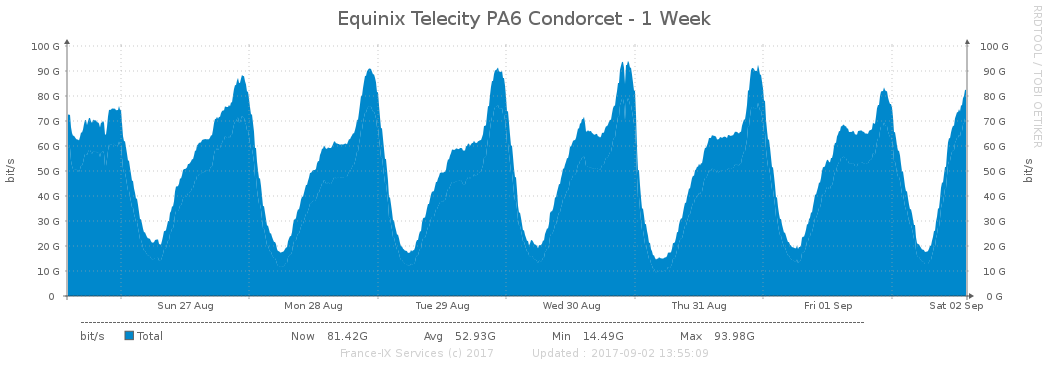 Equinix Telecity PA6 Condorcet - 1 Week
RRDTOOL / TOBI OETIKER
bit/s
100 G
90 G
80 G
70 G
60 G
50 G
40 G
30 G
20 G
10 G
0
100 G
90 G
80 G
70 G
60 G
50 G
40 G
30 G
20 G
10 G
0 G
bit/s
Sun 27 Aug Mon 28 Aug Tue 29 Aug Wed 30 Aug Thu 31 Aug Fri 01 Sep Sat 02 Sep
bit/s Total Now 81.42G Avg 52.93G Min 14.49G Max 93.98G
France-IX Services (c) 2017 Updated : 2017-09-02 13:55:09